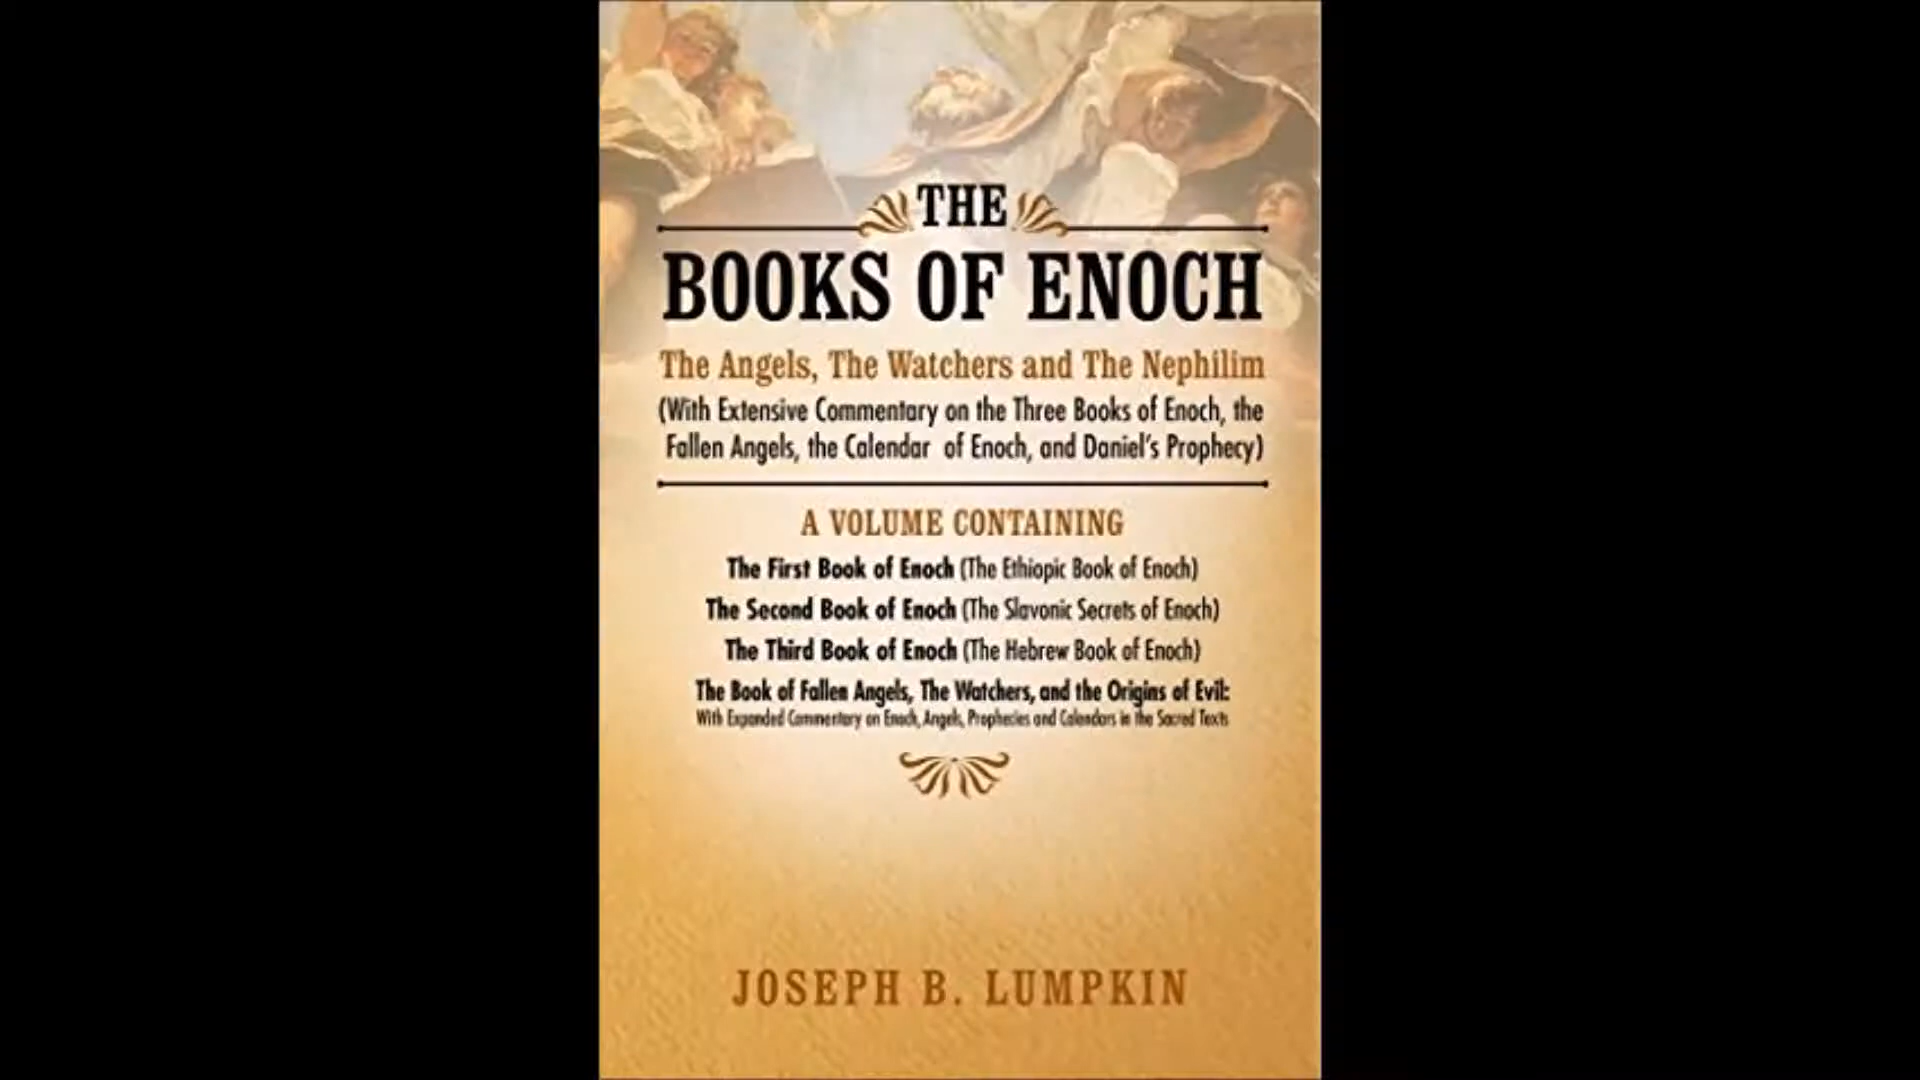 THE
BOOKS OF ENOCH
The Angels, The Watchers and The Nephilim
(With Extensive Commentary on the Three Books of Enoch, the
Fallen Angels, the Calendar of Enoch, and Daniel's Prophecy)
A VOLUME CONTAINING
The First Book of Enoch (The Ethiopic Book of Enoch)
The Second Book of Enoch (The Slavonic Secrets of Enoch)
The Third Book of Enoch (The Hebrew Book of Enoch)
The Book of Fallen Angels, The Watchers, and the Origins of Evil:
With Expanded Commentary on Enoch, Angels, Prophecies and Calendars in the Sacred Texts
JOSEPH B. LUMPKIN